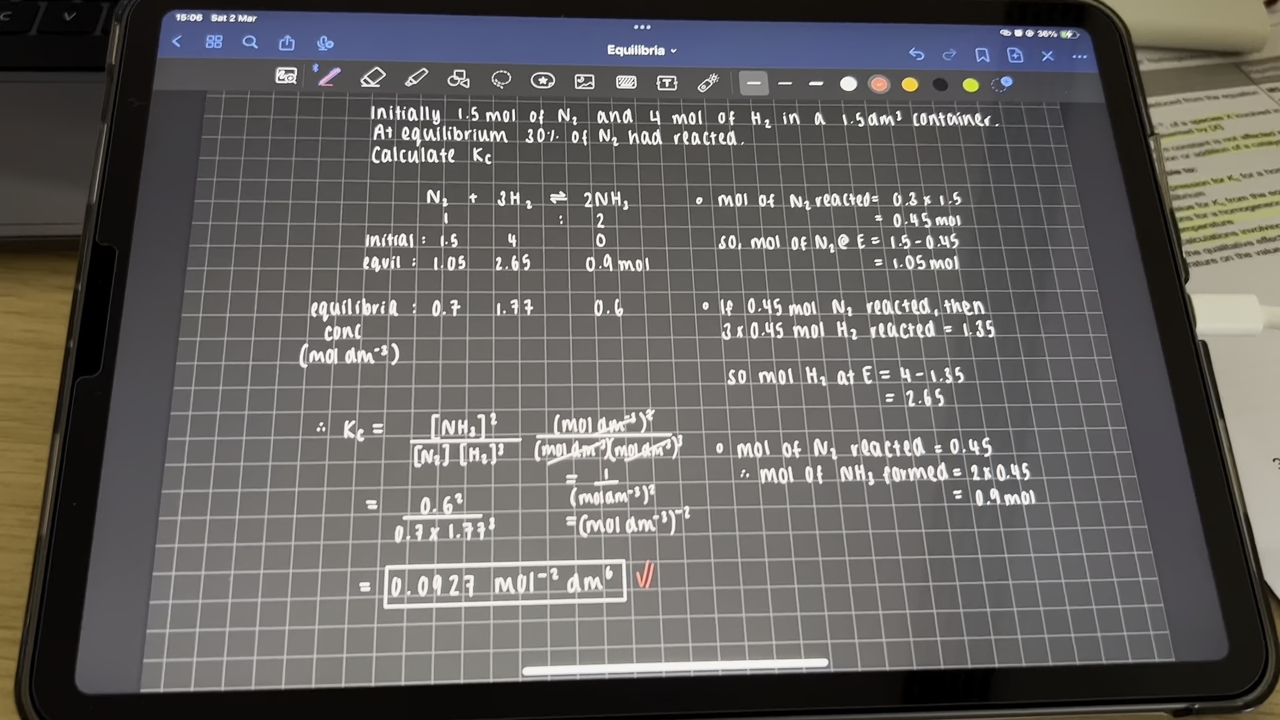 15:06 Sat 2 Mar
36%
Equilibria
Initially 1.5 mol of N₂ and 4 mol of H₂ in a 1.5dm³ container.
At equilibrium 30% of N₂ had reacted.
Calculate Kc
N₂ + 3H₂ ⇌ 2NH₃
1 : 2
initial : 1.5 4 0
equil : 1.05 2.65 0.9 mol
equilibria : 0.7 1.77 0.6
conc
(mol dm⁻³)
∴ Kc = [NH₃]² / [N₂] [H₂]³ (mol dm⁻³)² / (mol dm⁻³)(mol dm⁻³)³
= 1 / (mol dm⁻³)²
= 0.6² / 0.7 × 1.77³ = (mol dm⁻³)⁻²
= 0.0927 mol⁻² dm⁶
• mol of N₂ reacted = 0.3 × 1.5
= 0.45 mol
so, mol of N₂ @ E = 1.5 - 0.45
= 1.05 mol
• If 0.45 mol N₂ reacted, then
3 × 0.45 mol H₂ reacted = 1.35
so mol H₂ at E = 4 - 1.35
= 2.65
• mol of N₂ reacted = 0.45
∴ mol of NH₃ formed = 2 × 0.45
= 0.9 mol